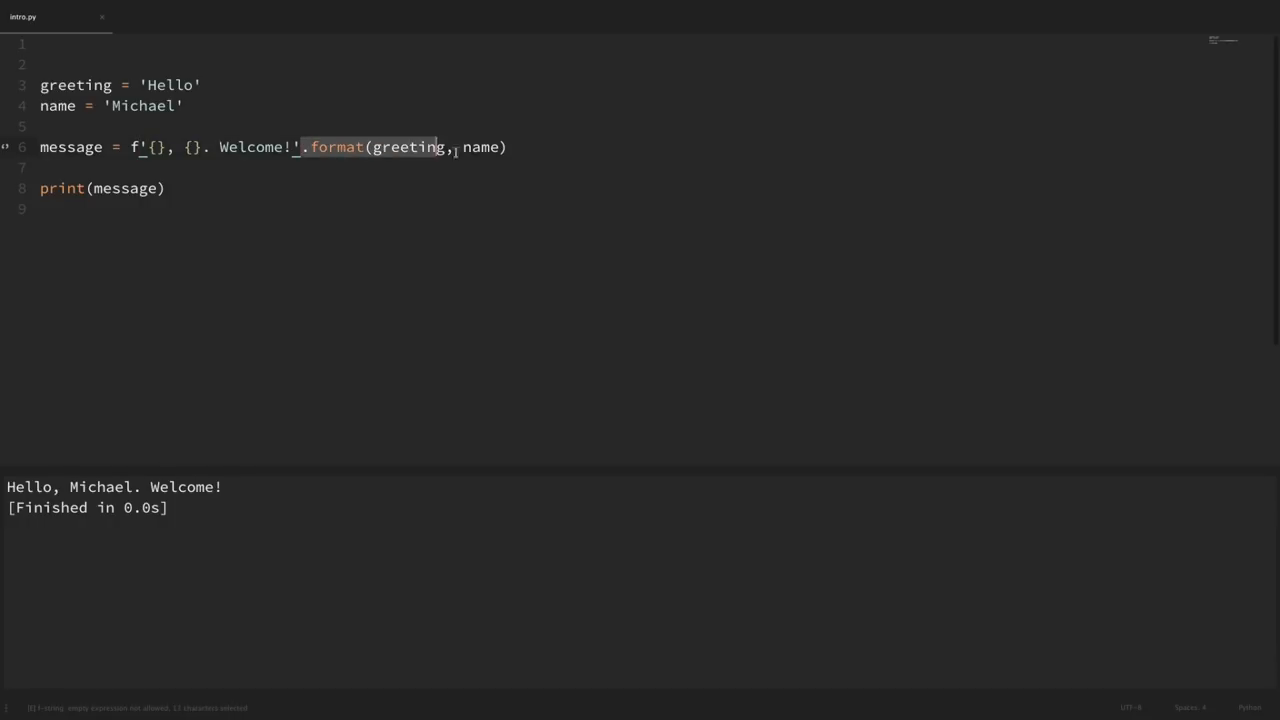 intro.py ×
1
2
3 greeting = 'Hello'
4 name = 'Michael'
5
6 message = f'{}, {}. Welcome!'.format(greeting, name)
7
8 print(message)
9
Hello, Michael. Welcome!
[Finished in 0.0s]
[E] F-string: empty expression not allowed; 17 characters selected UTF-8 Spaces: 4 Python